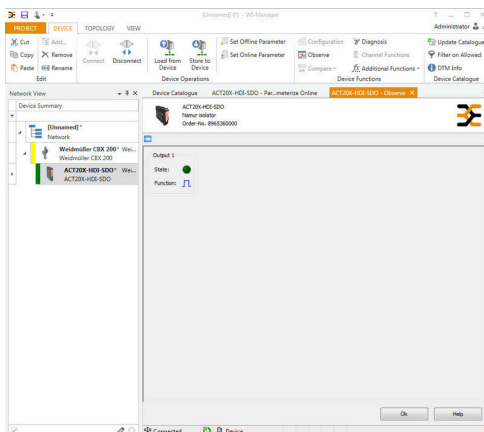 [Unnamed] (*) - WI-Manager
PROJECT DEVICE TOPOLOGY VIEW
Administrator
Cut
Copy
Paste
Add...
Remove
Rename
Edit
Connect
Disconnect
Load from Device
Store to Device
Set Offline Parameter
Set Online Parameter
Device Operations
Configuration
Observe
Compare
Diagnosis
Channel Functions
Additional Functions
Device Functions
Update Catalogue
Filter on Allowed
DTM Info
Device Catalogue
Network View
Device Summary
[Unnamed] *
Network
Weidmüller CBX 200* Wei...
Weidmüller CBX 200
ACT20X-HDI-SDO* Wei...
ACT20X-HDI-SDO
Device Catalogue ACT20X-HDI-SDO - Par...meterize Online ACT20X-HDI-SDO - Observe
ACT20X-HDI-SDO
Namur isolator
Order-No. 8965360000
Output 1
State:
Function:
Ok Help
Connected Device